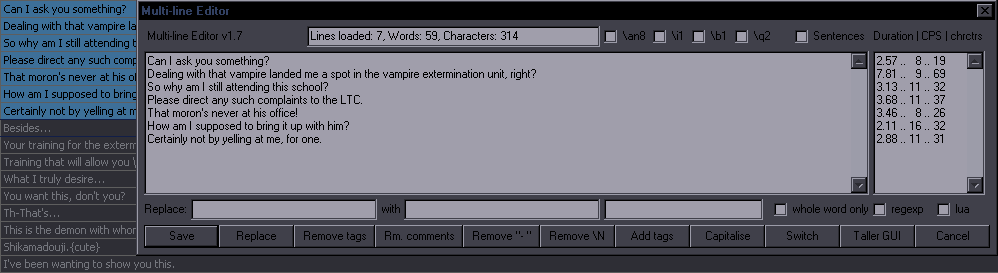 Can I ask you something?
Dealing with that vampire la
So why am I still attending t
Please direct any such comp
That moron's never at his of
How am I supposed to bring
Certainly not by yelling at m
Besides...
Your training for the exterm
Training that will allow you \
What I truly desire...
You want this, don't you?
Th-That's...
This is the demon with whom
Shikamadouji.{cute}
I've been wanting to show you this.
Multi-line Editor
Multi-line Editor v1.7
Lines loaded: 7, Words: 59, Characters: 314
\an8 \i1 \b1 \q2 Sentences Duration | CPS | chrctrs
Can I ask you something?
Dealing with that vampire landed me a spot in the vampire extermination unit, right?
So why am I still attending this school?
Please direct any such complaints to the LTC.
That moron's never at his office!
How am I supposed to bring it up with him?
Certainly not by yelling at me, for one.
2.57 .. 8 .. 19
7.81 .. 9 .. 69
3.13 .. 11 .. 32
3.68 .. 11 .. 37
3.46 .. 8 .. 26
2.11 .. 16 .. 32
2.88 .. 11 .. 31
Replace: with whole word only regexp lua
Save Replace Remove tags Rm. comments Remove "- " Remove \N Add tags Capitalise Switch Taller GUI Cancel